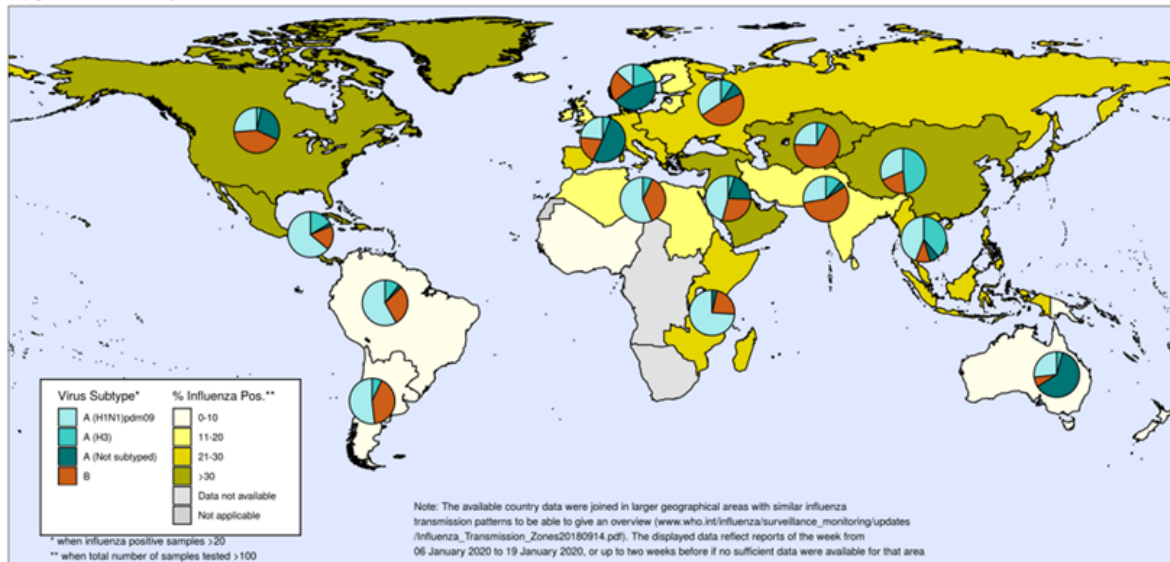 Virus Subtype*
A (H1N1)pdm09
A (H3)
A (Not subtyped)
B
% Influenza Pos.**
0-10
11-20
21-30
>30
Data not available
Not applicable
* when influenza positive samples >20
** when total number of samples tested >100
Note: The available country data were joined in larger geographical areas with similar influenza
transmission patterns to be able to give an overview (www.who.int/influenza/surveillance_monitoring/updates
/Influenza_Transmission_Zones20180914.pdf). The displayed data reflect reports of the week from
06 January 2020 to 19 January 2020, or up to two weeks before if no sufficient data were available for that area